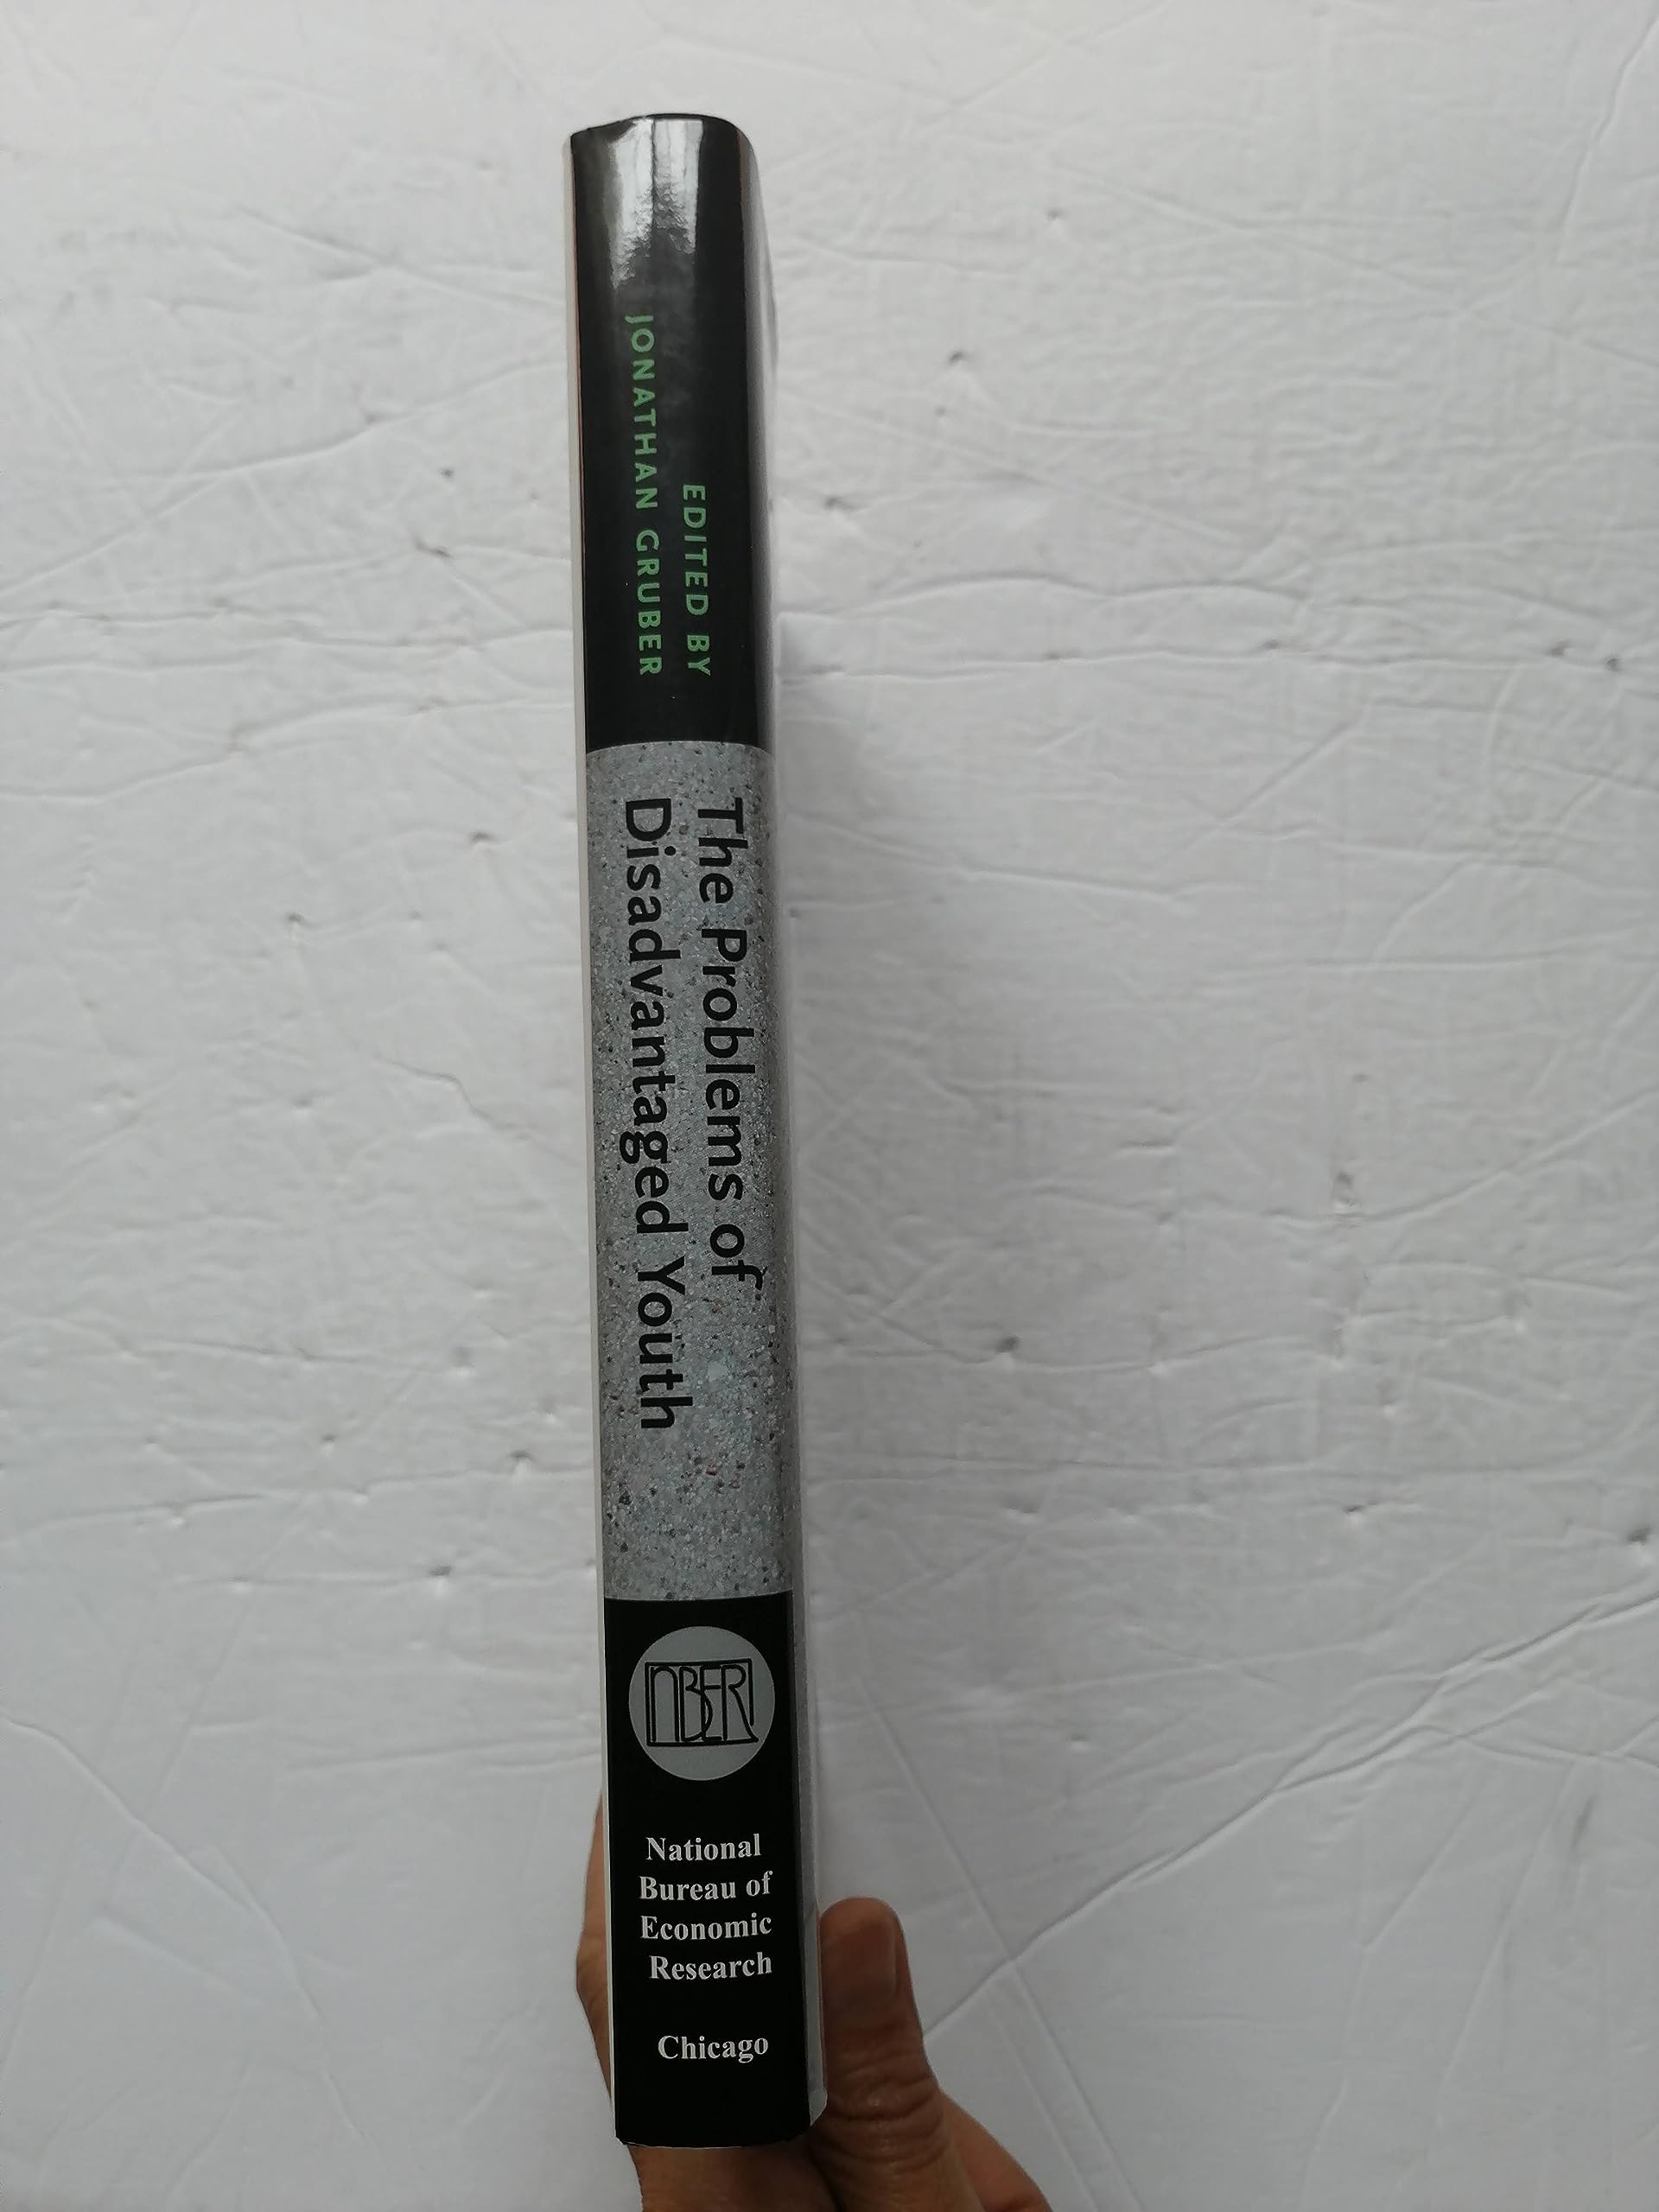 EDITED BY
JONATHAN GRUBER
The Problems of
Disadvantaged Youth
NBER
National
Bureau of
Economic
Research
Chicago